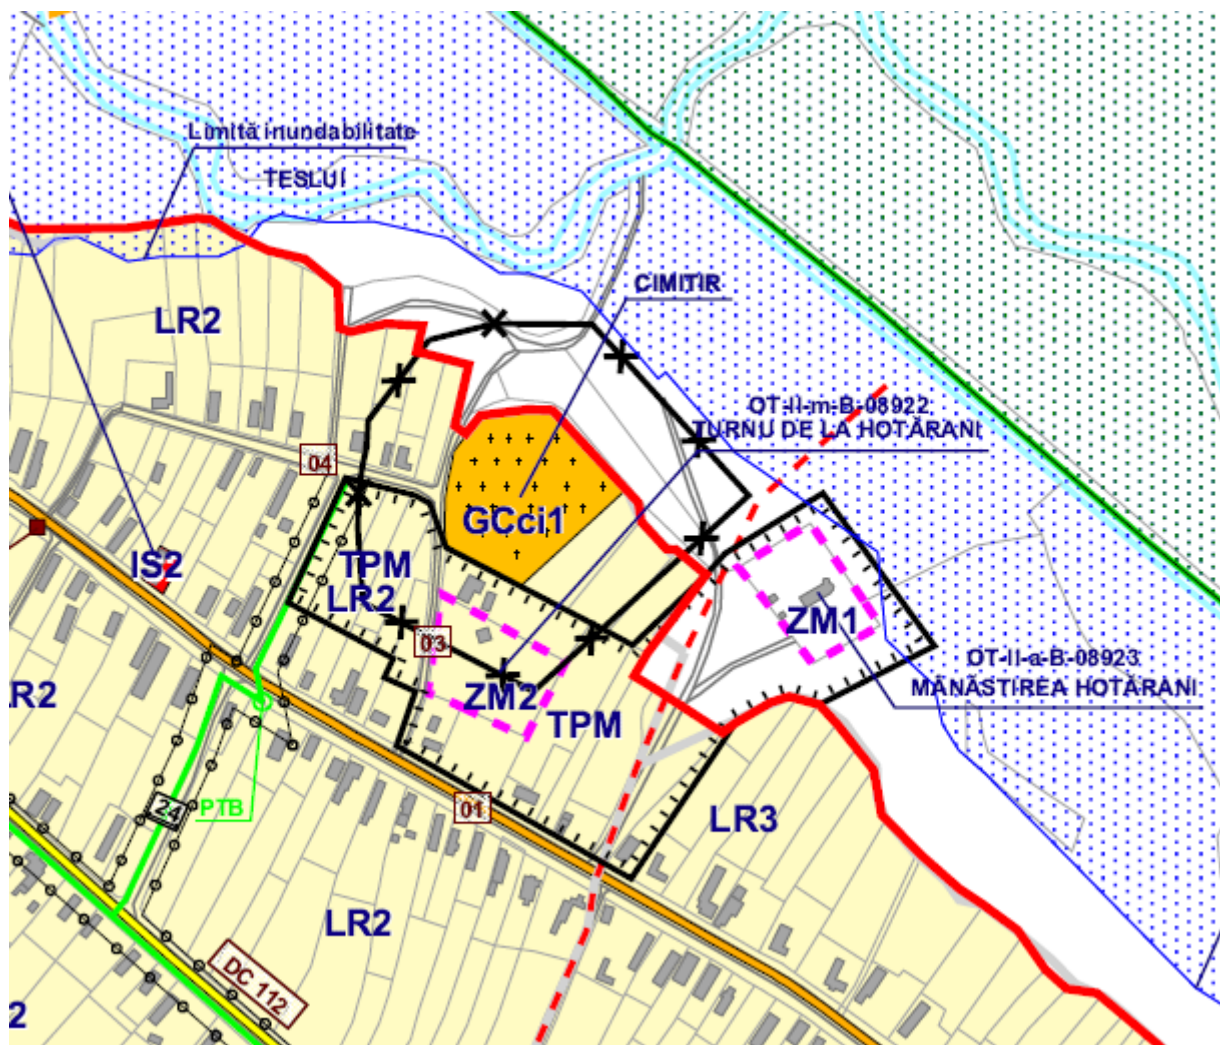 Limită inundabilitate
TESLUI
CIMITIR
LR2
OT-II-m-B-08922
TURNU DE LA HOTĂRANI
04
GCci1
IS2
TPM
LR2
ZM1
03
OT-II-a-B-08923
MĂNĂSTIREA HOTĂRANI
R2
ZM2
TPM
24
PTB
01
LR3
LR2
DC 112
2